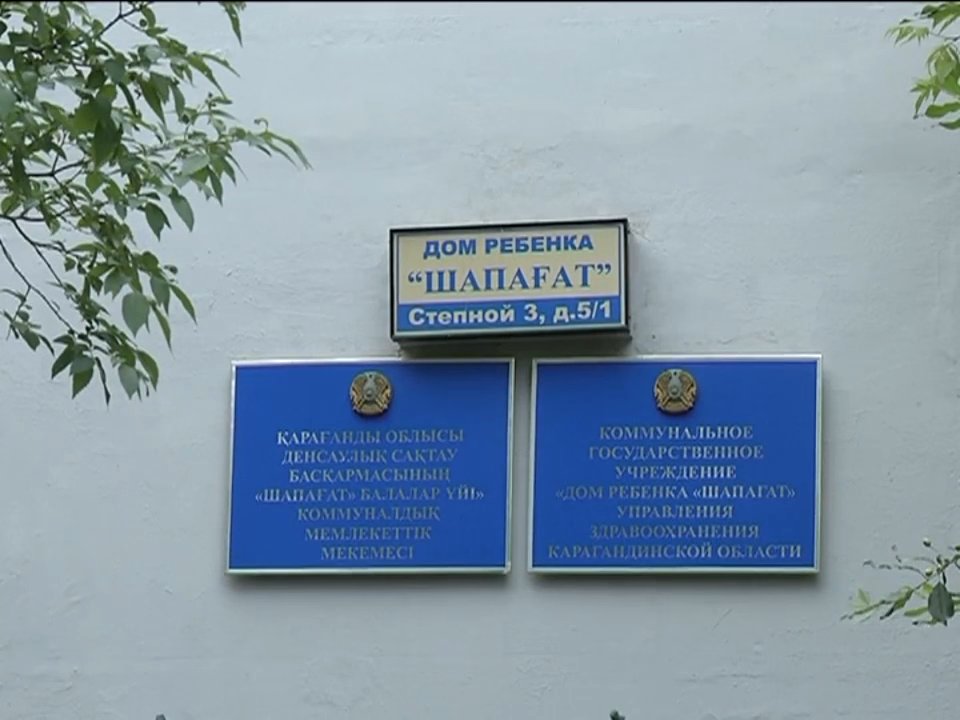 ДОМ РЕБЕНКА
“ШАПАҒАТ”
Степной 3, д.5/1
ҚАРАҒАНДЫ ОБЛЫСЫ
ДЕНСАУЛЫҚ САҚТАУ
БАСҚАРМАСЫНЫҢ
«ШАПАҒАТ» БАЛАЛАР ҮЙІ»
КОММУНАЛДЫҚ
МЕМЛЕКЕТТІК
МЕКЕМЕСІ
КОММУНАЛЬНОЕ
ГОСУДАРСТВЕННОЕ
УЧРЕЖДЕНИЕ
«ДОМ РЕБЕНКА «ШАПАГАТ»
УПРАВЛЕНИЯ
ЗДРАВООХРАНЕНИЯ
КАРАГАНДИНСКОЙ ОБЛАСТИ